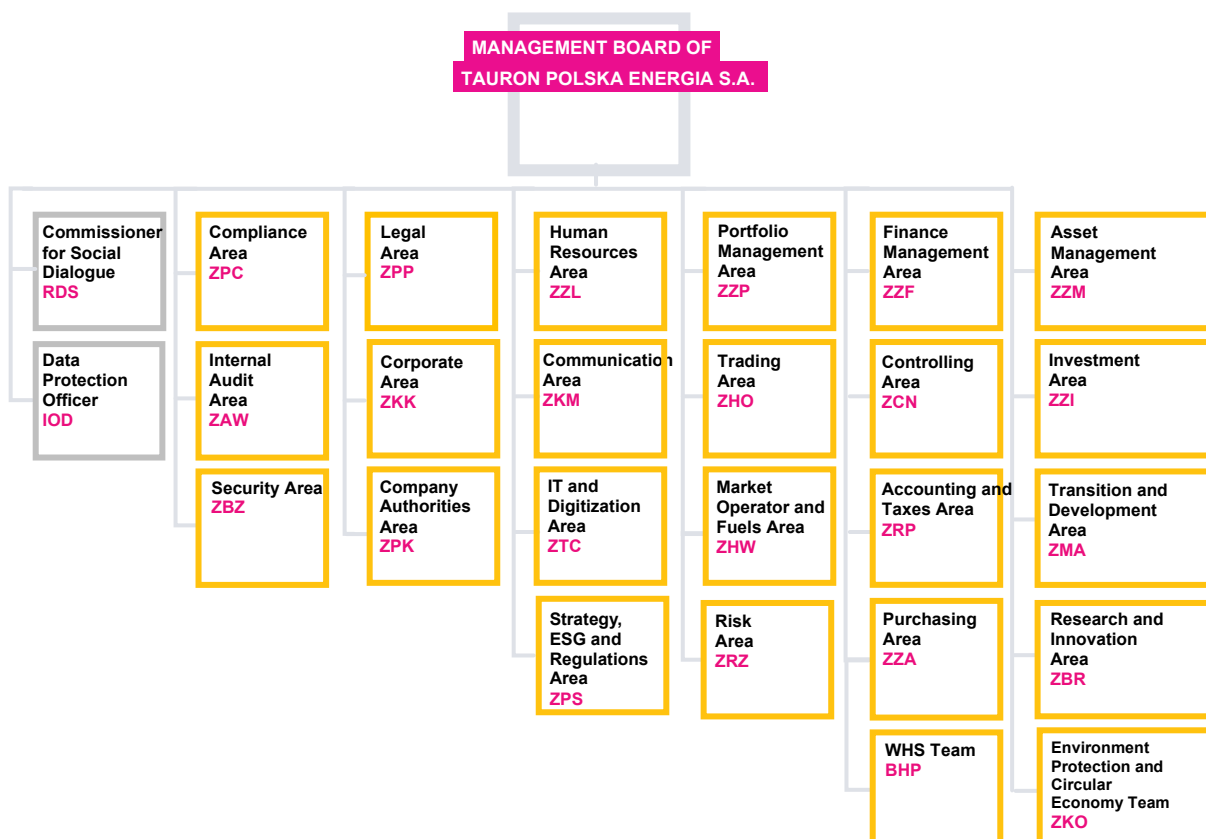 MANAGEMENT BOARD OF
TAURON POLSKA ENERGIA S.A.
Commissioner
for Social
Dialogue
RDS
Compliance
Area
ZPC
Legal
Area
ZPP
Human
Resources
Area
ZZL
Portfolio
Management
Area
ZZP
Finance
Management
Area
ZZF
Asset
Management
Area
ZZM
Data
Protection
Officer
IOD
Internal
Audit
Area
ZAW
Corporate
Area
ZKK
Communication
Area
ZKM
Trading
Area
ZHO
Controlling
Area
ZCN
Investment
Area
ZZI
Security Area
ZBZ
Company
Authorities
Area
ZPK
IT and
Digitization
Area
ZTC
Market
Operator and
Fuels Area
ZHW
Accounting and
Taxes Area
ZRP
Transition and
Development
Area
ZMA
Strategy,
ESG and
Regulations
Area
ZPS
Risk
Area
ZRZ
Purchasing
Area
ZZA
Research and
Innovation
Area
ZBR
WHS Team
BHP
Environment
Protection and
Circular
Economy Team
ZKO